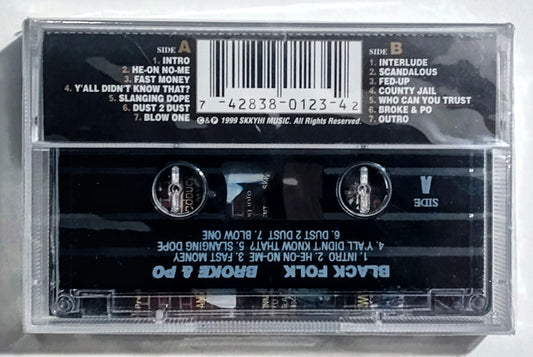 SIDE A
1. INTRO
2. HE-ON NO-ME
3. FAST MONEY
4. Y'ALL DIDN'T KNOW THAT?
5. SLANGING DOPE
6. DUST 2 DUST
7. BLOW ONE
7 42838-0123-4 2
℗&© 1999 SKKYHI MUSIC. All Rights Reserved.
SIDE B
1. INTERLUDE
2. SCANDALOUS
3. FED-UP
4. COUNTY JAIL
5. WHO CAN YOU TRUST
6. BROKE & PO
7. OUTRO
SIDE
A
BLACK FOLK BROKE & PO
1. INTRO 2. HE-ON NO-ME 3. FAST MONEY
4. Y'ALL DIDN'T KNOW THAT? 5. SLANGING DOPE
6. DUST 2 DUST 7. BLOW ONE